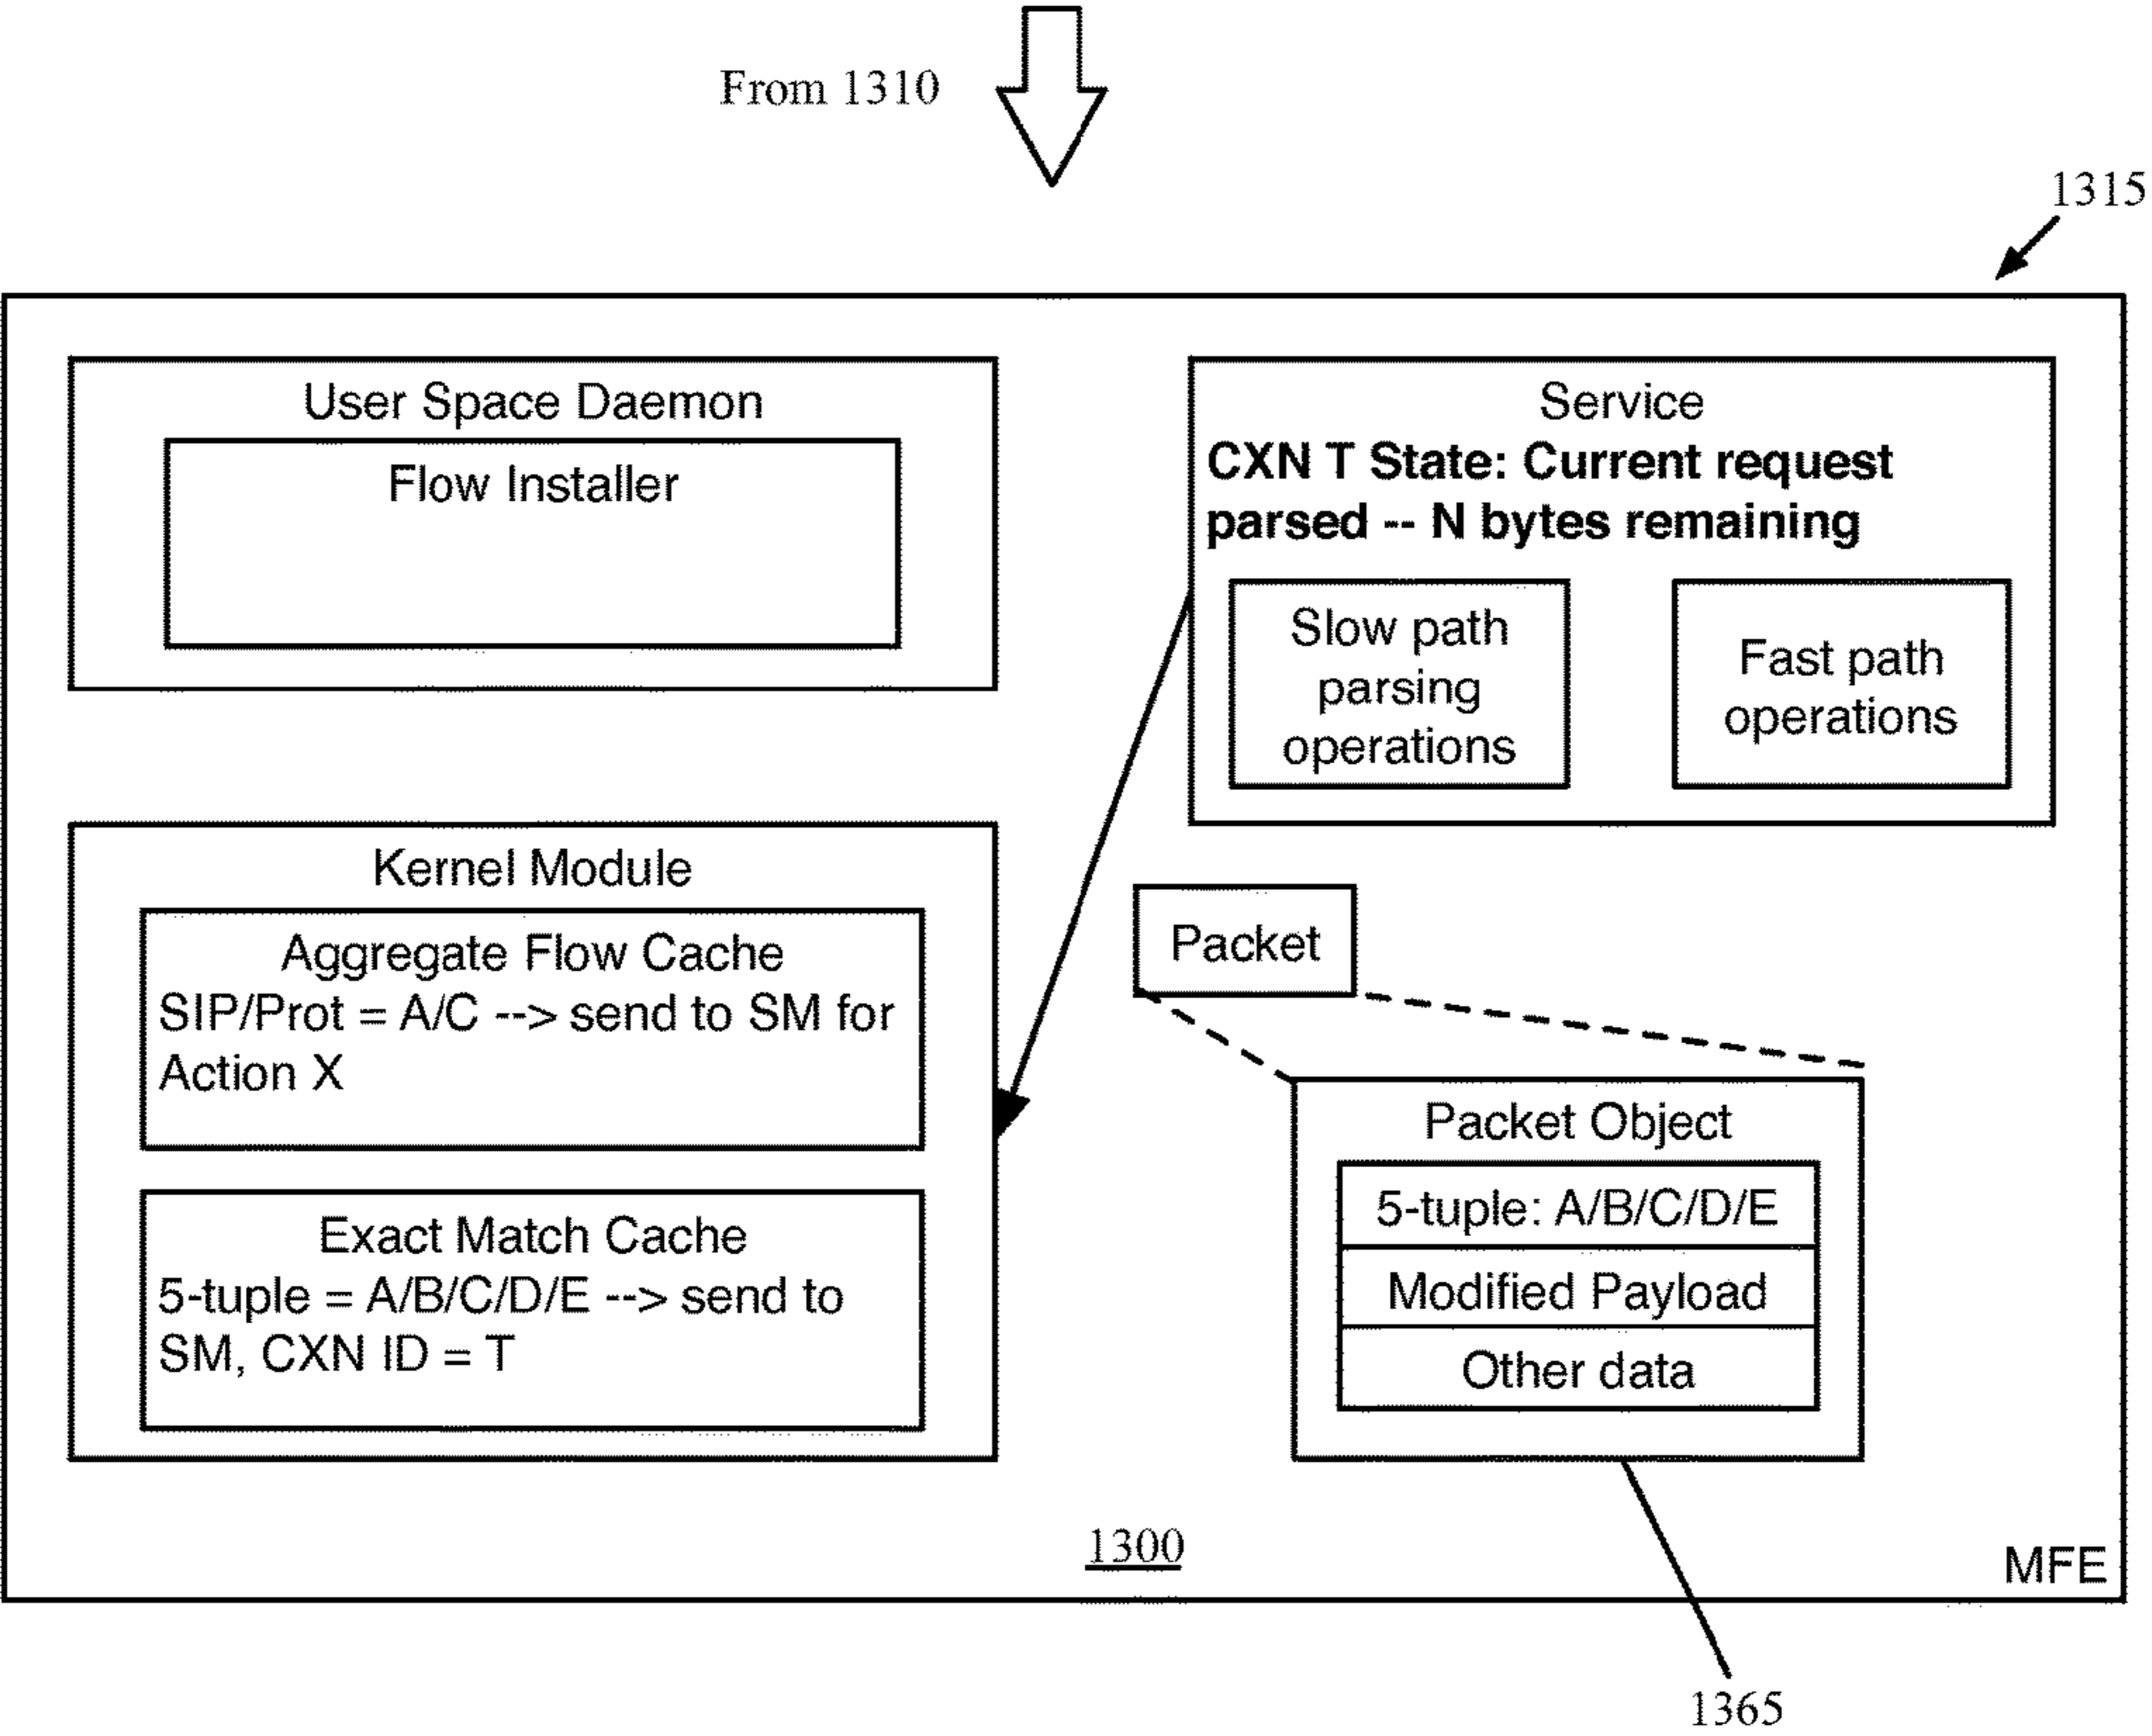 From 1310
1315
User Space Daemon
Flow Installer
Service
CXN T State: Current request
parsed -- N bytes remaining
Slow path
parsing
operations
Fast path
operations
Kernel Module
Aggregate Flow Cache
SIP/Prot = A/C --> send to SM for
Action X
Exact Match Cache
5-tuple = A/B/C/D/E --> send to
SM, CXN ID = T
Packet
Packet Object
5-tuple: A/B/C/D/E
Modified Payload
Other data
1300
MFE
1365